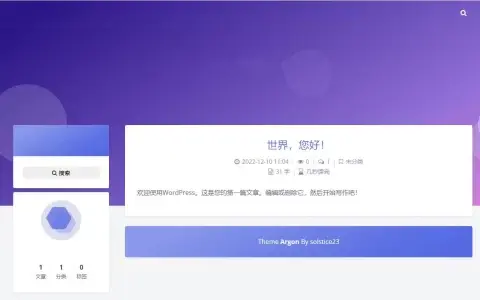 搜索
1 1 0
文章 分类 标签
世界，您好！
2022-12-10 11:04 | 0 | 1 | 未分类
31 字 | 几秒读完
欢迎使用WordPress。这是您的第一篇文章。编辑或删除它，然后开始写作吧！
Theme Argon By solstice23